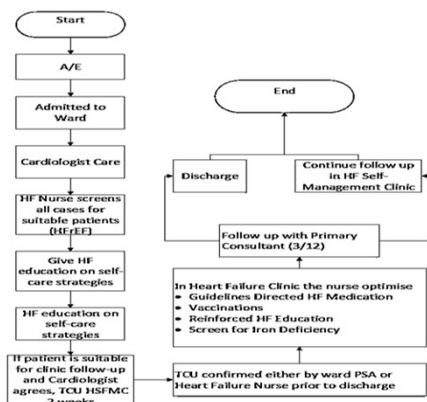 Start
A/E
Admitted to
Ward
Cardiologist Care
HF Nurse screens
all cases for
suitable patients
(HFrEF)
Give HF
education on self-
care strategies
HF education on
self-care
strategies
If patient is suitable
for clinic follow-up
and Cardiologist
agrees, TCU HSFMC
2 weeks
TCU confirmed either by ward PSA or
Heart Failure Nurse prior to discharge
In Heart Failure Clinic the nurse optimise
• Guidelines Directed HF Medication
• Vaccinations
• Reinforced HF Education
• Screen for Iron Deficiency
Follow up with Primary
Consultant (3/12)
Discharge
Continue follow up
in HF Self-
Management Clinic
End